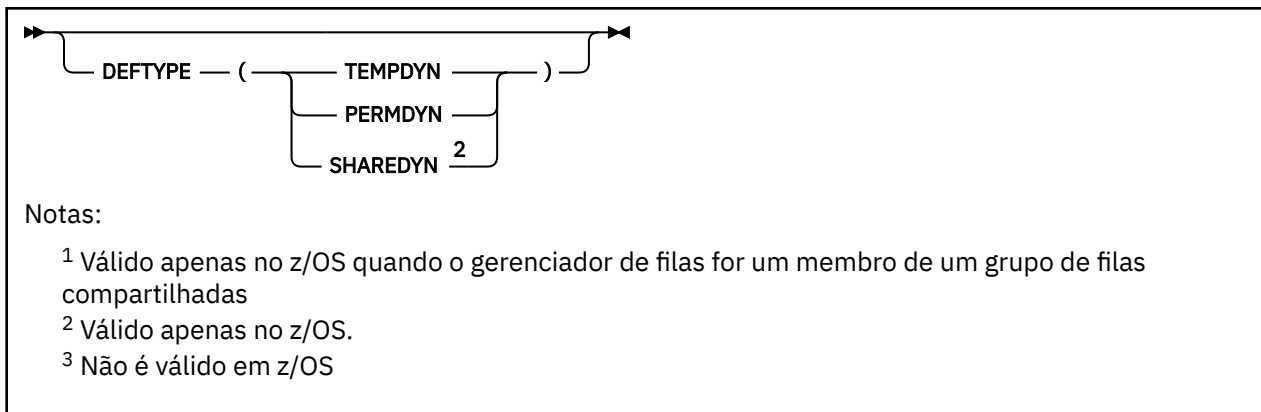 DEFTYPE ( TEMPDYN )
PERMDYN
SHAREDYN 2
Notas:
1 Válido apenas no z/OS quando o gerenciador de filas for um membro de um grupo de filas
compartilhadas
2 Válido apenas no z/OS.
3 Não é válido em z/OS